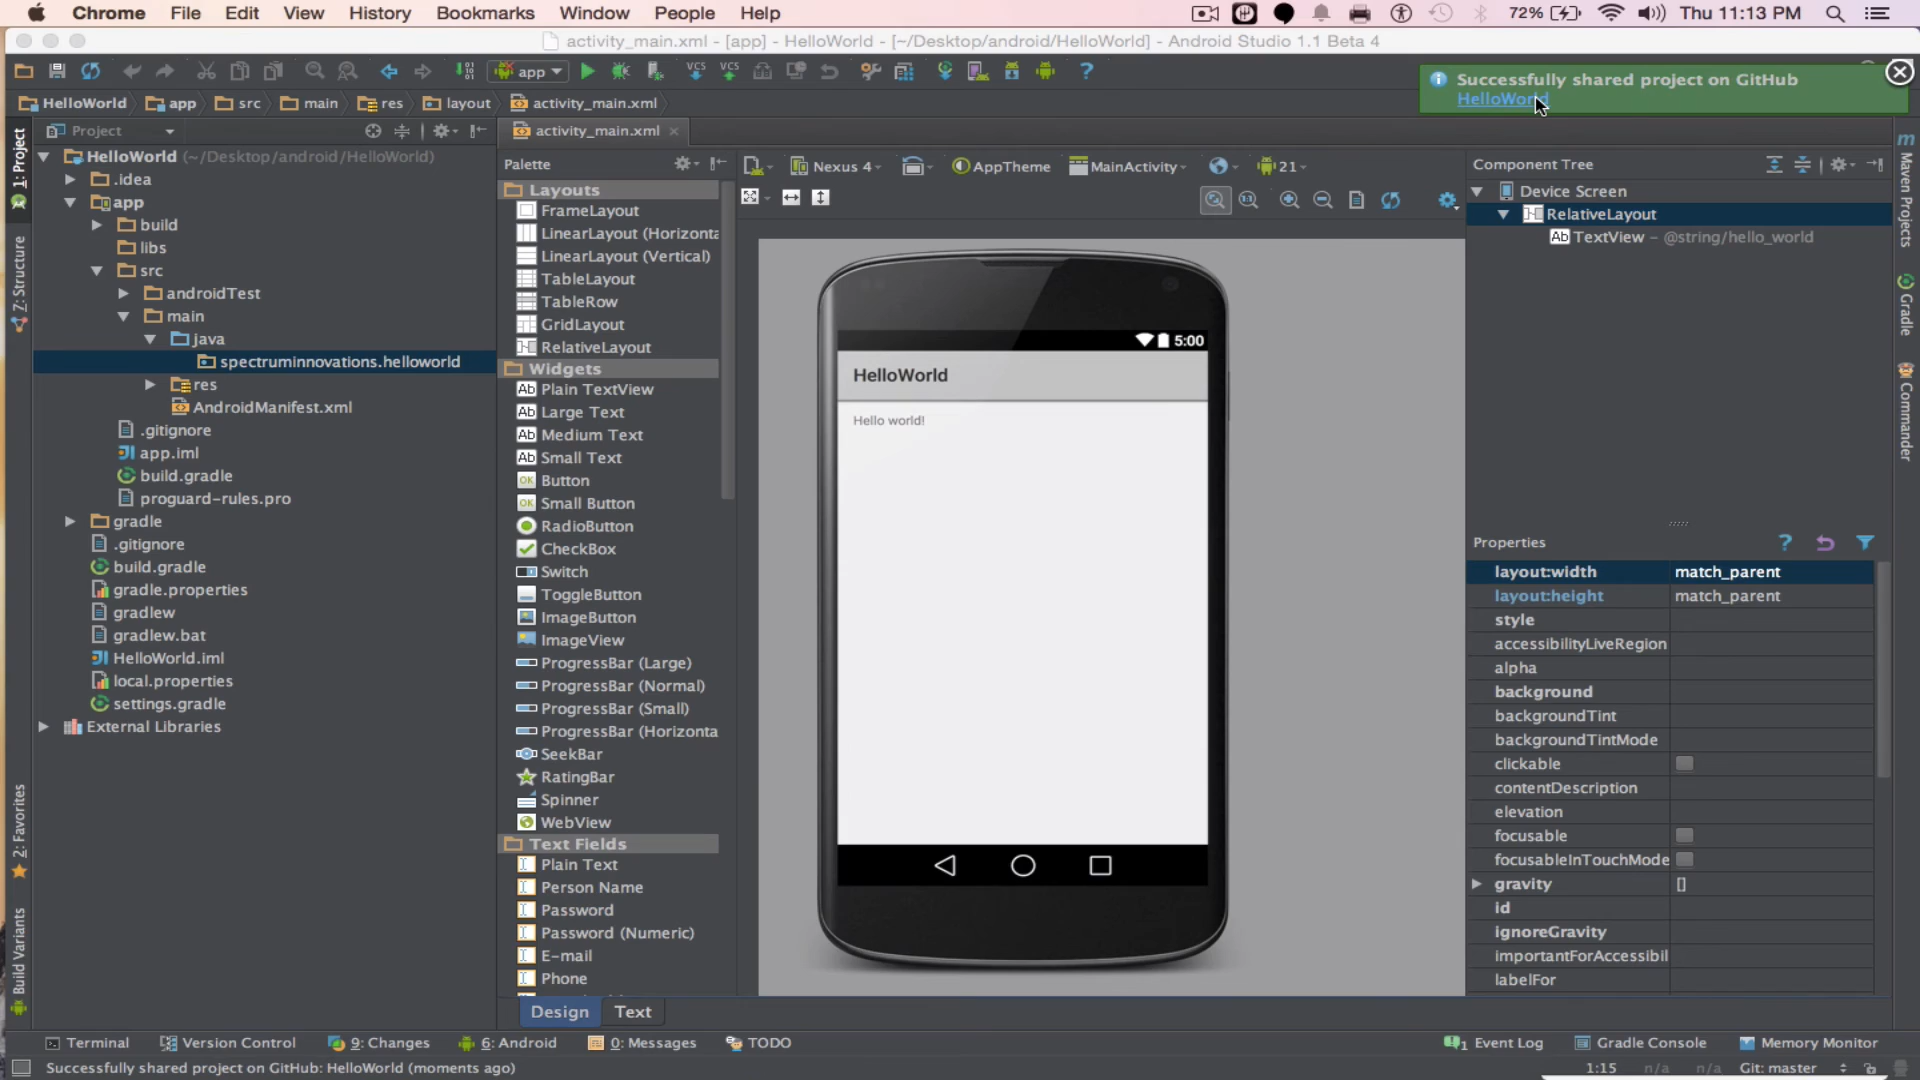 Chrome File Edit View History Bookmarks Window People Help 72% Thu 11:13 PM
activity_main.xml - [app] - HelloWorld - [~/Desktop/android/HelloWorld] - Android Studio 1.1 Beta 4
app
Successfully shared project on GitHub
HelloWorld
HelloWorld app src main res layout activity_main.xml
1: Project
Z: Structure
2: Favorites
Build Variants
Project
HelloWorld (~/Desktop/android/HelloWorld)
.idea
app
build
libs
src
androidTest
main
java
spectruminnovations.helloworld
res
AndroidManifest.xml
.gitignore
app.iml
build.gradle
proguard-rules.pro
gradle
.gitignore
build.gradle
gradle.properties
gradlew
gradlew.bat
HelloWorld.iml
local.properties
settings.gradle
External Libraries
activity_main.xml
Palette
Layouts
FrameLayout
LinearLayout (Horizonta
LinearLayout (Vertical)
TableLayout
TableRow
GridLayout
RelativeLayout
Widgets
Ab Plain TextView
Ab Large Text
Ab Medium Text
Ab Small Text
OK Button
OK Small Button
RadioButton
CheckBox
Switch
ToggleButton
ImageButton
ImageView
ProgressBar (Large)
ProgressBar (Normal)
ProgressBar (Small)
ProgressBar (Horizonta
SeekBar
RatingBar
Spinner
WebView
Text Fields
Plain Text
Person Name
Password
Password (Numeric)
E-mail
Phone
Design Text
Nexus 4 AppTheme MainActivity 21
5:00
HelloWorld
Hello world!
Component Tree
Device Screen
RelativeLayout
Ab TextView - @string/hello_world
Properties
layout:width match_parent
layout:height match_parent
style
accessibilityLiveRegion
alpha
background
backgroundTint
backgroundTintMode
clickable
contentDescription
elevation
focusable
focusableInTouchMode
gravity []
id
ignoreGravity
importantForAccessibil
labelFor
Maven Projects
Gradle
Commander
Terminal Version Control 9: Changes 6: Android 0: Messages TODO 1 Event Log Gradle Console Memory Monitor
Successfully shared project on GitHub: HelloWorld (moments ago) 1:15 n/a n/a Git: master